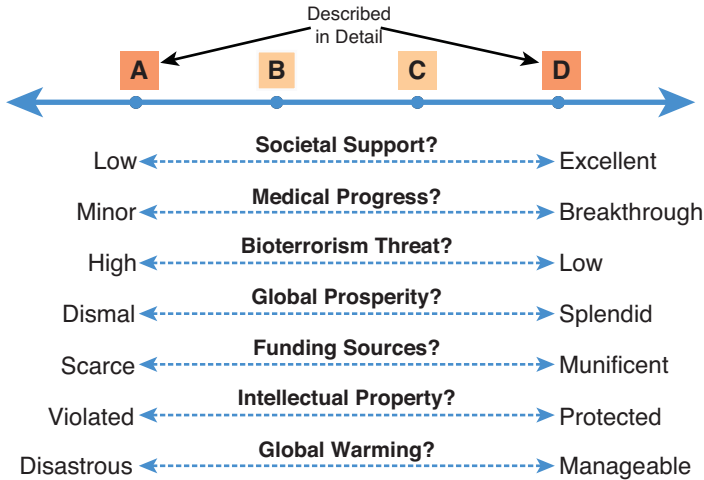 Described
in Detail
A B C D
Societal Support?
Low Excellent
Medical Progress?
Minor Breakthrough
Bioterrorism Threat?
High Low
Global Prosperity?
Dismal Splendid
Funding Sources?
Scarce Munificent
Intellectual Property?
Violated Protected
Global Warming?
Disastrous Manageable